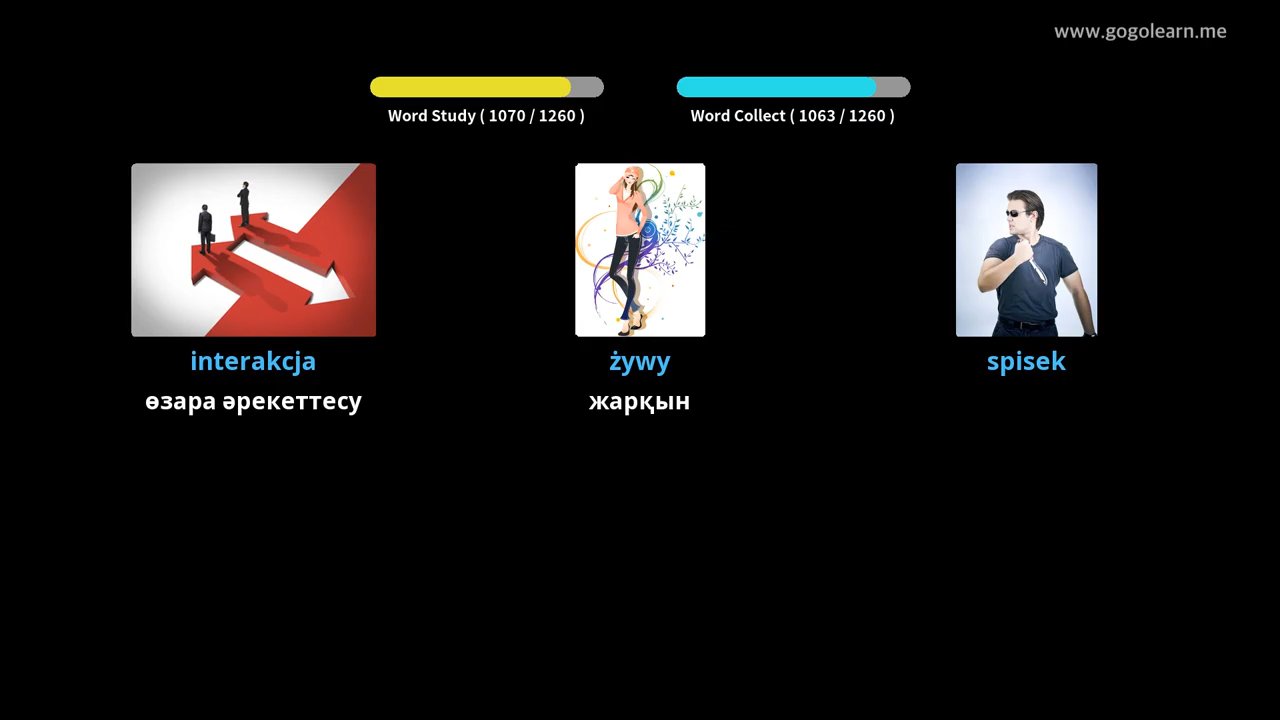 www.gogolearn.me
Word Study ( 1070 / 1260 )
Word Collect ( 1063 / 1260 )
interakcja
żywy
spisek
өзара әрекеттесу
жарқын